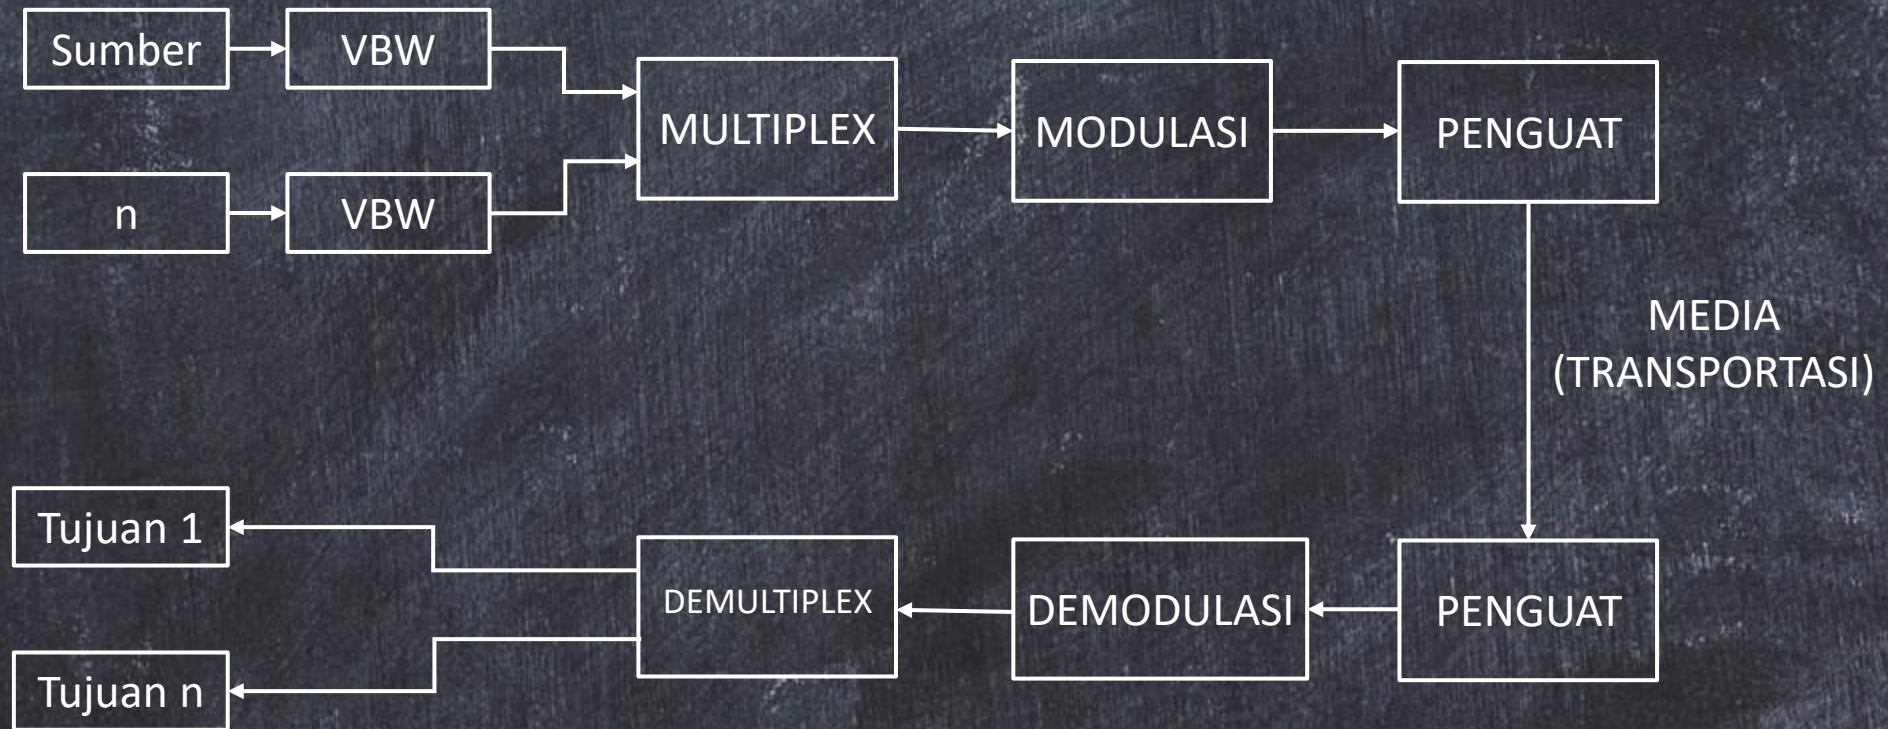 Sumber
VBW
n
VBW
MULTIPLEX
MODULASI
PENGUAT
MEDIA
(TRANSPORTASI)
Tujuan 1
Tujuan n
DEMULTIPLEX
DEMODULASI
PENGUAT